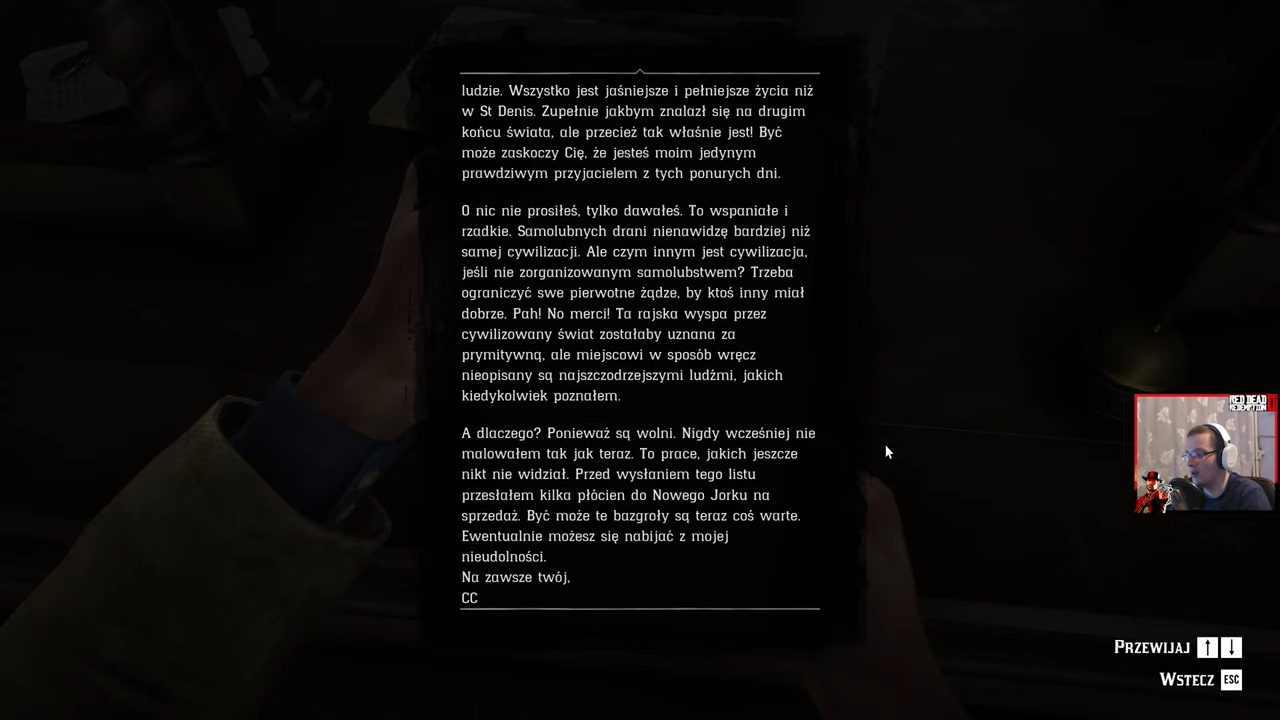 ludzie. Wszystko jest jaśniejsze i pełniejsze życia niż
w St Denis. Zupełnie jakbym znalazł się na drugim
końcu świata, ale przecież tak właśnie jest! Być
może zaskoczy Cię, że jesteś moim jedynym
prawdziwym przyjacielem z tych ponurych dni.
O nic nie prosiłeś, tylko dawałeś. To wspaniałe i
rzadkie. Samolubnych drani nienawidzę bardziej niż
samej cywilizacji. Ale czym innym jest cywilizacja,
jeśli nie zorganizowanym samolubstwem? Trzeba
ograniczyć swe pierwotne żądze, by ktoś inny miał
dobrze. Pah! No merci! Ta rajska wyspa przez
cywilizowany świat zostałaby uznana za
prymitywną, ale miejscowi w sposób wręcz
nieopisany są najszczodrzejszymi ludźmi, jakich
kiedykolwiek poznałem.
A dlaczego? Ponieważ są wolni. Nigdy wcześniej nie
malowałem tak jak teraz. To prace, jakich jeszcze
nikt nie widział. Przed wysłaniem tego listu
przesłałem kilka płócien do Nowego Jorku na
sprzedaż. Być może te bazgroły są teraz coś warte.
Ewentualnie możesz się nabijać z mojej
nieudolności.
Na zawsze twój,
CC
RED DEAD
REDEMPTION II
Przewijaj ↑ ↓
Wstecz ESC